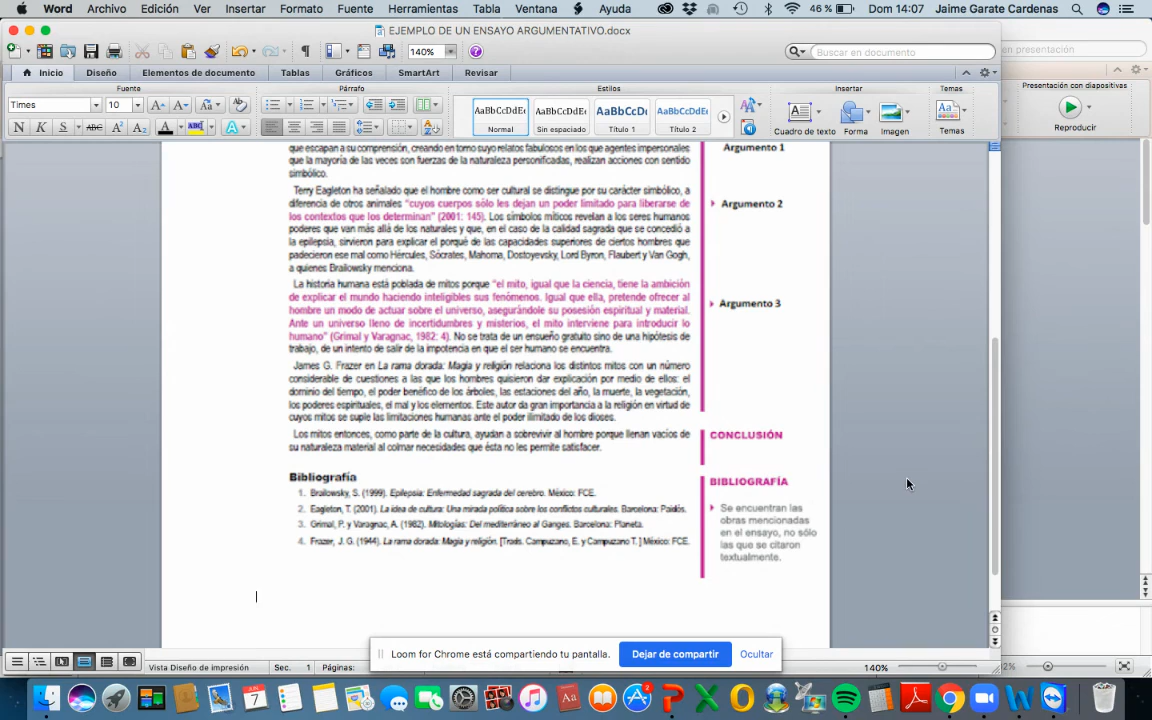 Word Archivo Edición Ver Insertar Formato Fuente Herramientas Tabla Ventana Ayuda 46 % Dom 14:07 Jaime Garate Cardenas
EJEMPLO DE UN ENSAYO ARGUMENTATIVO.docx
140% Buscar en documento en presentación
Inicio Diseño Elementos de documento Tablas Gráficos SmartArt Revisar
Fuente Párrafo Estilos Insertar Temas Presentación con diapositivas
Times 10 Aa
N K S ABC A² A₂ A
AaBbCcDdEe AaBbCcDdEe AaBbCcD AaBbCcDdEe
Normal Sin espaciado Título 1 Título 2 Cuadro de texto Forma Imagen Temas Reproducir
que escapan a su comprensión, creando en torno suyo relatos fabulosos en los que agentes impersonales
que la mayoría de las veces son fuerzas de la naturaleza personificadas, realizan acciones con sentido
simbólico.
Argumento 1
Terry Eagleton ha señalado que el hombre como ser cultural se distingue por su carácter simbólico, a
diferencia de otros animales “cuyos cuerpos sólo les dejan un poder limitado para liberarse de
los contextos que los determinan” (2001: 145). Los símbolos míticos revelan a los seres humanos
poderes que van más allá de los naturales y que, en el caso de la calidad sagrada que se concedió a
la epilepsia, sirvieron para explicar el porqué de las capacidades superiores de ciertos hombres que
padecieron ese mal como Hércules, Sócrates, Mahoma, Dostoyevsky, Lord Byron, Flaubert y Van Gogh,
a quienes Brailowsky menciona.
Argumento 2
La historia humana está poblada de mitos porque “el mito, igual que la ciencia, tiene la ambición
de explicar el mundo haciendo inteligibles sus fenómenos. Igual que ella, pretende ofrecer al
hombre un modo de actuar sobre el universo, asegurándole su posesión espiritual y material.
Ante un universo lleno de incertidumbres y misterios, el mito interviene para introducir lo
humano” (Grimal y Varagnac, 1982: 4). No se trata de un ensueño gratuito sino de una hipótesis de
trabajo, de un intento de salir de la impotencia en que el ser humano se encuentra.
Argumento 3
James G. Frazer en La rama dorada: Magia y religión relaciona los distintos mitos con un número
considerable de cuestiones a las que los hombres quisieron dar explicación por medio de ellos: el
dominio del tiempo, el poder benéfico de los árboles, las estaciones del año, la muerte, la vegetación,
los poderes espirituales, el mal y los elementos. Este autor da gran importancia a la religión en virtud de
cuyos mitos se suple las limitaciones humanas ante el poder ilimitado de los dioses.
Los mitos entonces, como parte de la cultura, ayudan a sobrevivir al hombre porque llenan vacíos de
su naturaleza material al colmar necesidades que ésta no les permite satisfacer.
CONCLUSIÓN
Bibliografía
1. Brailowsky, S. (1999). Epilepsia: Enfermedad sagrada del cerebro. México: FCE.
2. Eagleton, T. (2001). La idea de cultura: Una mirada política sobre los conflictos culturales. Barcelona: Paidós.
3. Grimal, P. y Varagnac, A. (1982). Mitologías: Del mediterráneo al Ganges. Barcelona: Planeta.
4. Frazer, J. G. (1944). La rama dorada: Magia y religión. [Trads. Campuzano, E. y Campuzano T. ] México: FCE.
BIBLIOGRAFÍA
Se encuentran las
obras mencionadas
en el ensayo, no sólo
las que se citaron
textualmente.
Loom for Chrome está compartiendo tu pantalla. Dejar de compartir Ocultar
Vista Diseño de impresión Sec. 1 Páginas: 140%